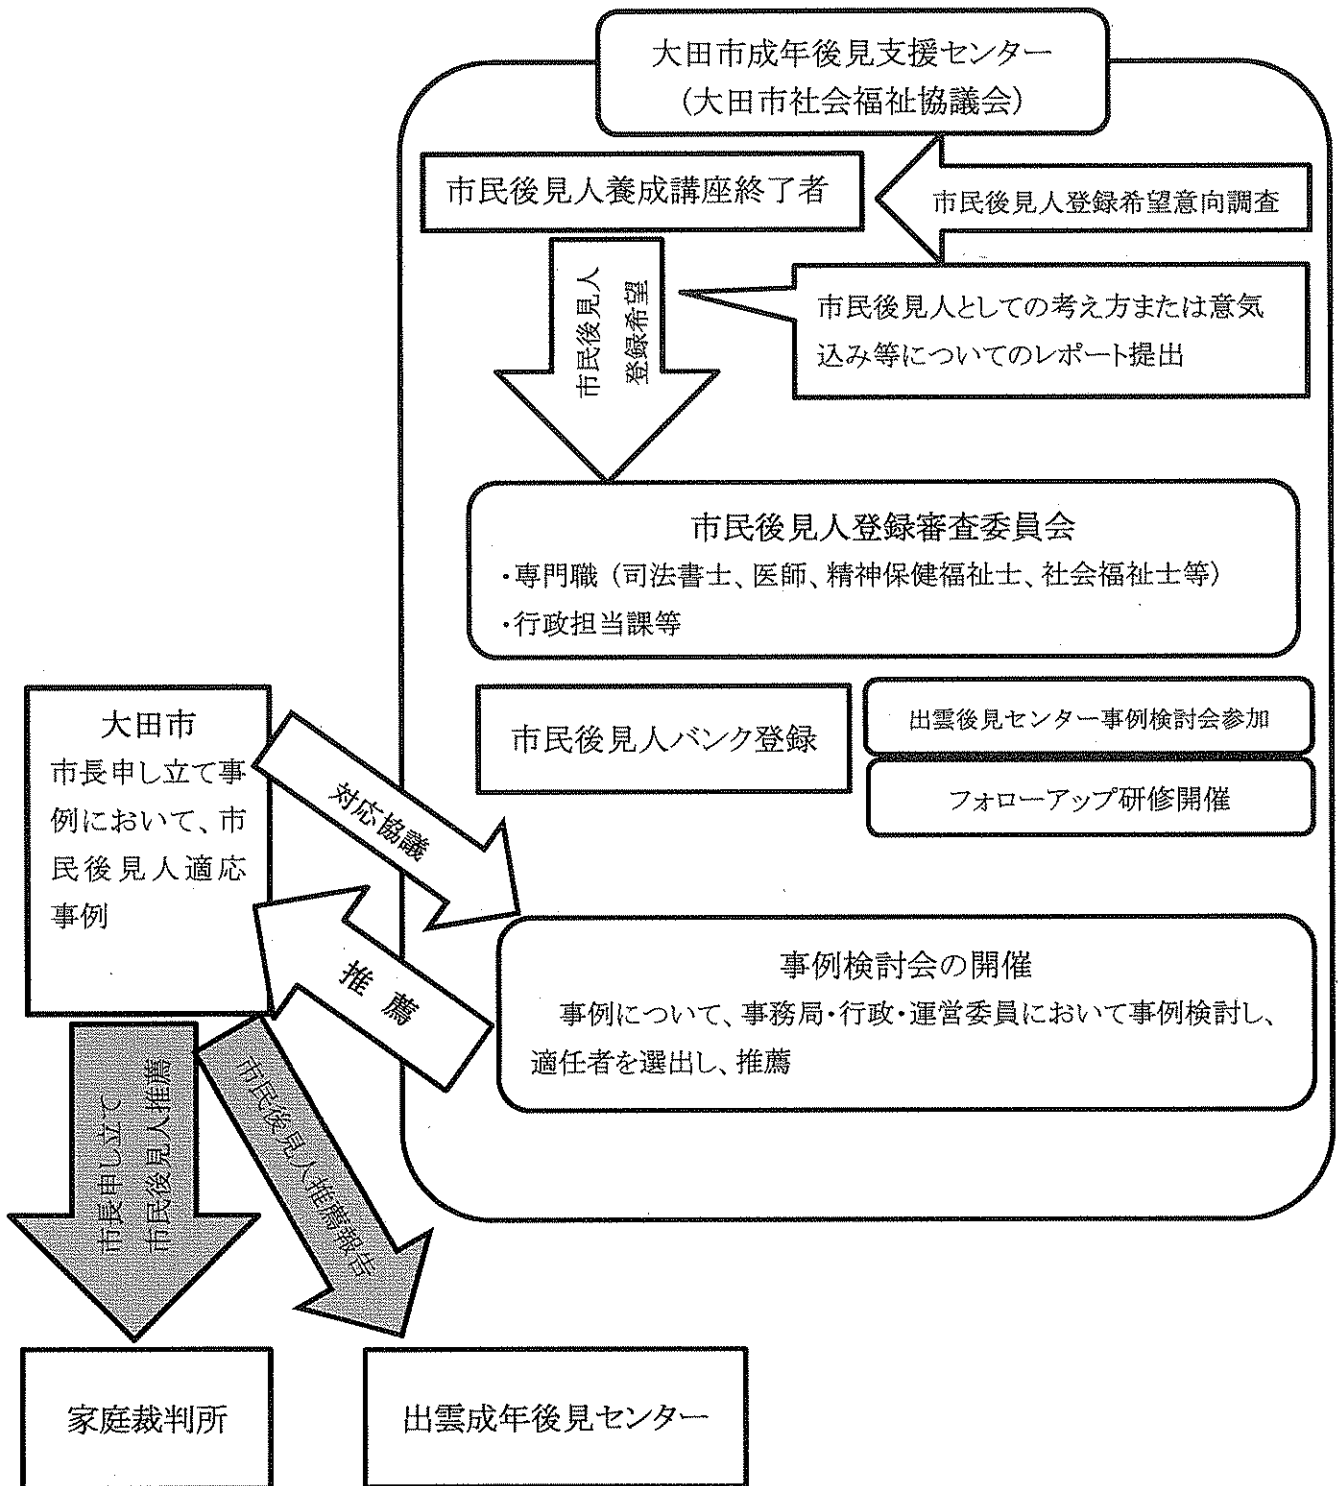 大田市成年後見支援センター
(大田市社会福祉協議会)
市民後見人養成講座終了者
市民後見人登録希望意向調査
市民後見人
登録希望
市民後見人としての考え方または意気
込み等についてのレポート提出
市民後見人登録審査委員会
・専門職（司法書士、医師、精神保健福祉士、社会福祉士等）
・行政担当課等
市民後見人バンク登録
出雲後見センター事例検討会参加
フォローアップ研修開催
大田市
市長申し立て事
例において、市
民後見人適応
事例
対応協議
推薦
事例検討会の開催
事例について、事務局・行政・運営委員において事例検討し、
適任者を選出し、推薦
市長申し立て
市民後見人推薦
市民後見人推薦報告
家庭裁判所
出雲成年後見センター